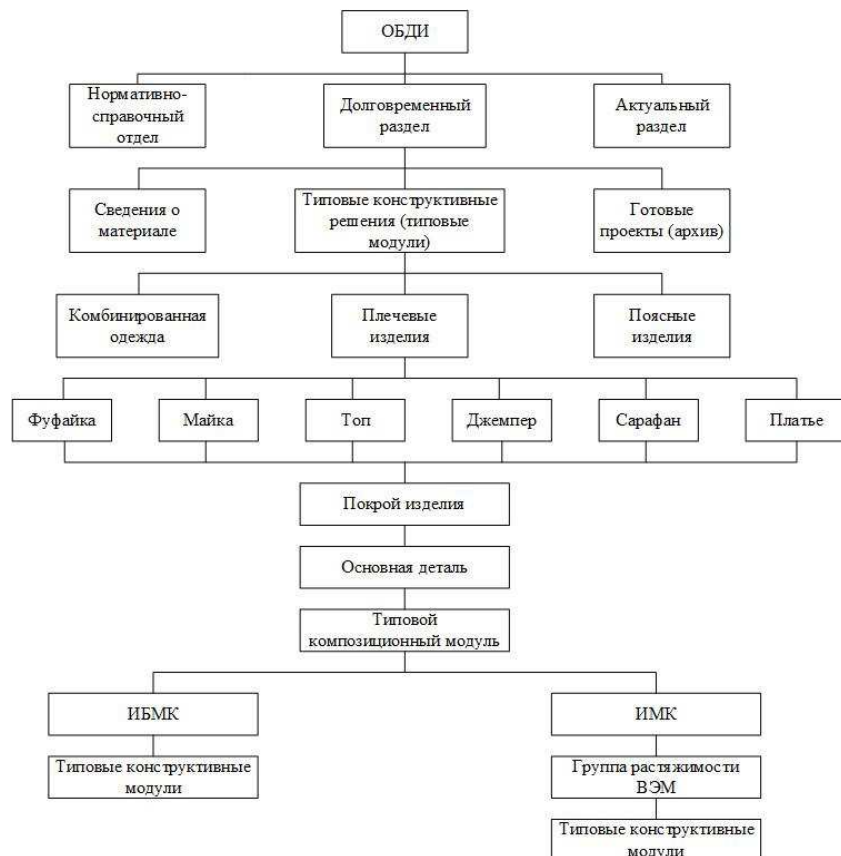 ОБДИ
Нормативно-
справочный
отдел
Долговременный
раздел
Актуальный
раздел
Сведения о
материале
Типовые конструктивные
решения (типовые
модули)
Готовые
проекты (архив)
Комбинированная
одежда
Плечевые
изделия
Поясные
изделия
Фуфайка
Майка
Топ
Джемпер
Сарафан
Платье
Покрой изделия
Основная деталь
Типовой
композиционный модуль
ИБМК
ИМК
Типовые конструктивные
модули
Группа растяжимости
ВЭМ
Типовые конструктивные
модули